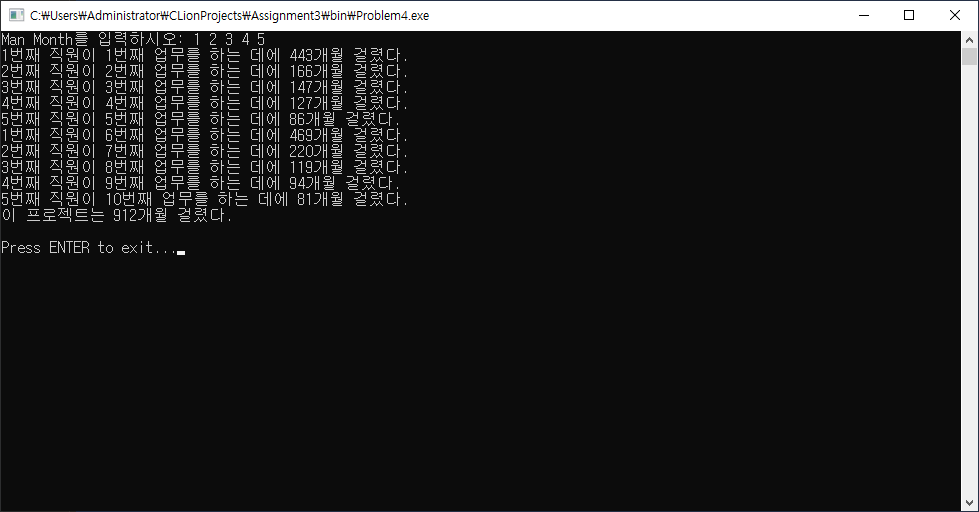 C:₩Users₩Administrator₩CLionProjects₩Assignment3₩bin₩Problem4.exe
Man Month를 입력하시오: 1 2 3 4 5
1번째 직원이 1번째 업무를 하는 데에 443개월 걸렸다.
2번째 직원이 2번째 업무를 하는 데에 166개월 걸렸다.
3번째 직원이 3번째 업무를 하는 데에 147개월 걸렸다.
4번째 직원이 4번째 업무를 하는 데에 127개월 걸렸다.
5번째 직원이 5번째 업무를 하는 데에 86개월 걸렸다.
1번째 직원이 6번째 업무를 하는 데에 469개월 걸렸다.
2번째 직원이 7번째 업무를 하는 데에 220개월 걸렸다.
3번째 직원이 8번째 업무를 하는 데에 119개월 걸렸다.
4번째 직원이 9번째 업무를 하는 데에 94개월 걸렸다.
5번째 직원이 10번째 업무를 하는 데에 81개월 걸렸다.
이 프로젝트는 912개월 걸렸다.
Press ENTER to exit...